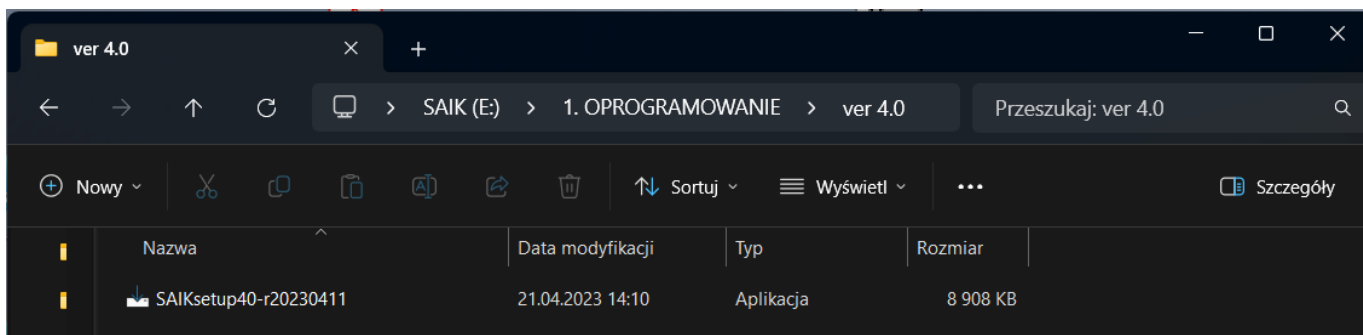 ver 4.0
SAIK (E:) > 1. OPROGRAMOWANIE > ver 4.0 Przeszukaj: ver 4.0
Nowy Sortuj Wyświetl ... Szczegóły
Nazwa Data modyfikacji Typ Rozmiar
SAIKsetup40-r20230411 21.04.2023 14:10 Aplikacja 8 908 KB